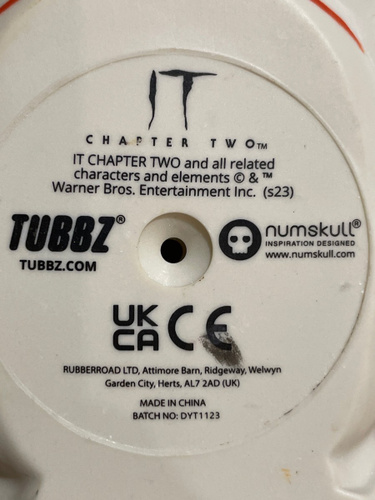 IT
CHAPTER TWO™
IT CHAPTER TWO and all related
characters and elements © & ™
Warner Bros. Entertainment Inc. (s23)
TUBBZ®
TUBBZ.COM
numskull®
INSPIRATION DESIGNED
www.numskull.com
UK
CA CE
RUBBERROAD LTD, Attimore Barn, Ridgeway, Welwyn
Garden City, Herts, AL7 2AD (UK)
MADE IN CHINA
BATCH NO: DYT1123